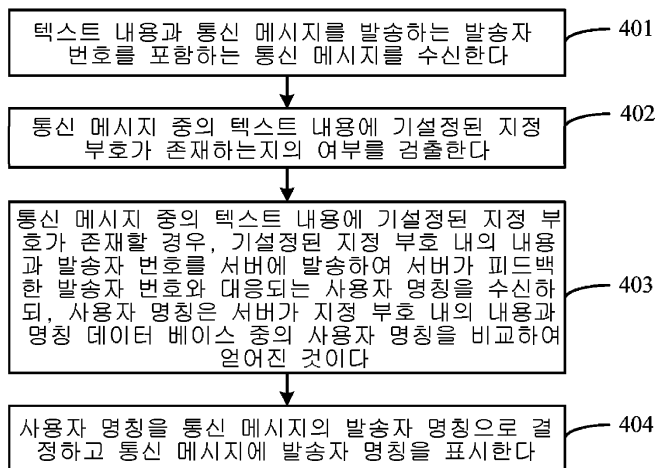 텍스트 내용과 통신 메시지를 발송하는 발송자
번호를 포함하는 통신 메시지를 수신한다
401
통신 메시지 중의 텍스트 내용에 기설정된 지정
부호가 존재하는지의 여부를 검출한다
402
통신 메시지 중의 텍스트 내용에 기설정된 지정 부
호가 존재할 경우, 기설정된 지정 부호 내의 내용
과 발송자 번호를 서버에 발송하여 서버가 피드백
한 발송자 번호와 대응되는 사용자 명칭을 수신하
되, 사용자 명칭은 서버가 지정 부호 내의 내용과
명칭 데이터 베이스 중의 사용자 명칭을 비교하여
얻어진 것이다
403
사용자 명칭을 통신 메시지의 발송자 명칭으로 결
정하고 통신 메시지에 발송자 명칭을 표시한다
404